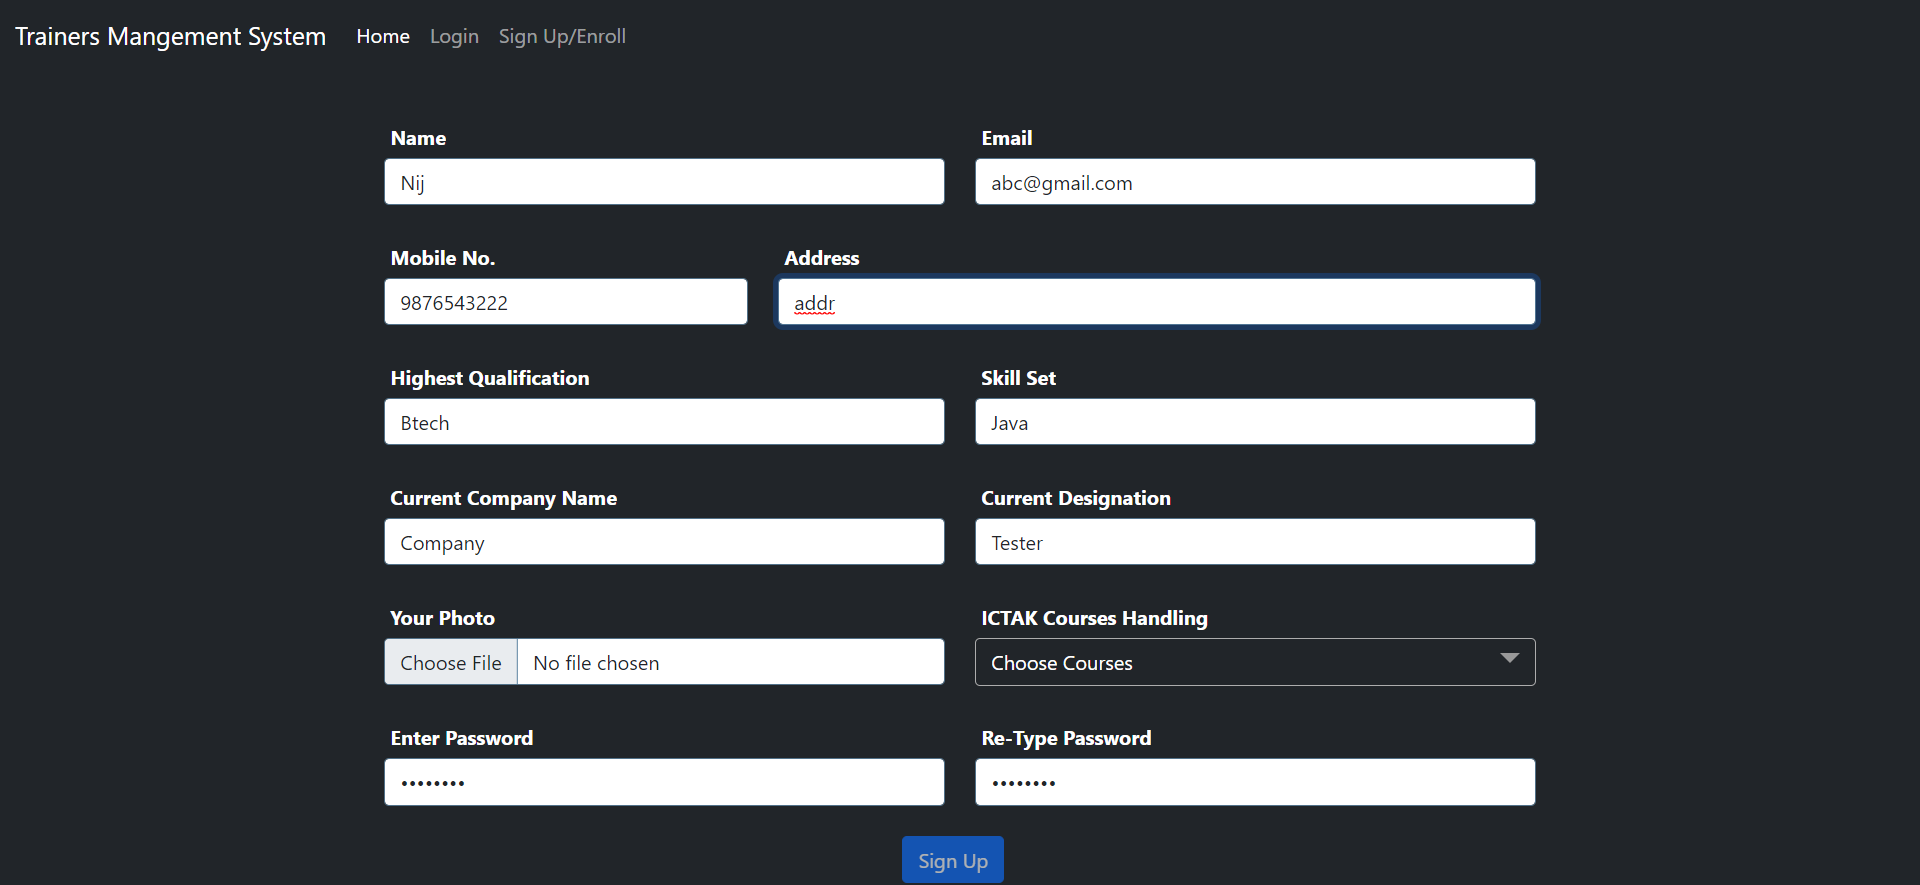 Trainers Mangement System Home Login Sign Up/Enroll
Name Email
Nij abc@gmail.com
Mobile No. Address
9876543222 addr
Highest Qualification Skill Set
Btech Java
Current Company Name Current Designation
Company Tester
Your Photo ICTAK Courses Handling
Choose File No file chosen Choose Courses
Enter Password Re-Type Password
•••••••• ••••••••
Sign Up